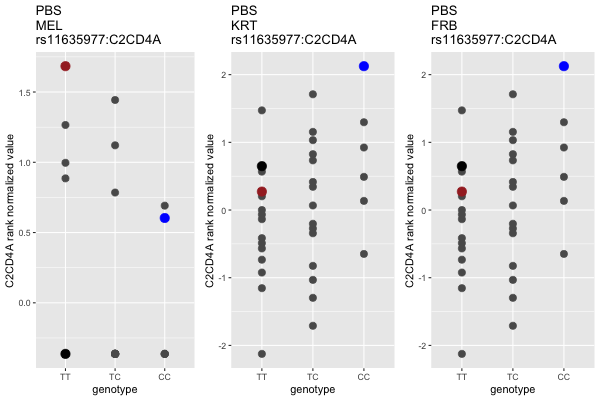 PBS
MEL
rs11635977:C2CD4A
C2CD4A rank normalized value
1.5
1.0
0.5
0.0
TT TC CC
genotype
PBS
KRT
rs11635977:C2CD4A
C2CD4A rank normalized value
2
1
0
-1
-2
TT TC CC
genotype
PBS
FRB
rs11635977:C2CD4A
C2CD4A rank normalized value
2
1
0
-1
-2
TT TC CC
genotype